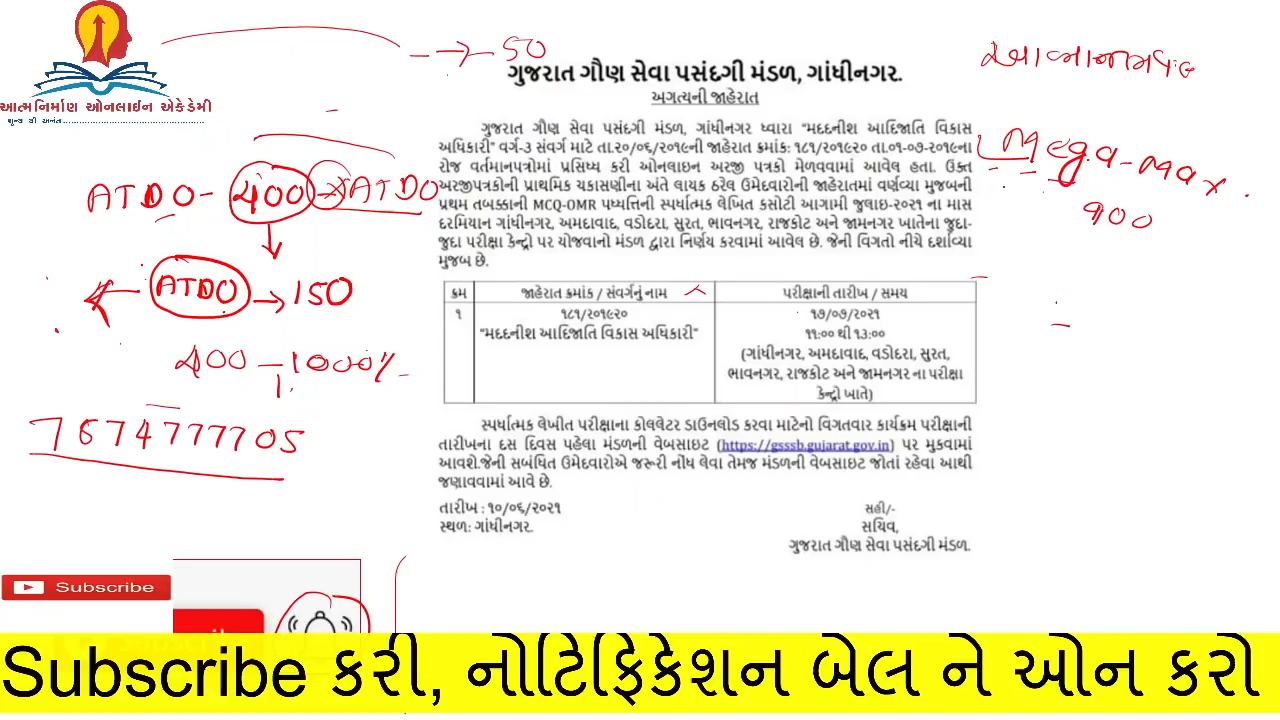 આત્મનિર્માણ ઓનલાઈન એકેડેમી
શુન્ય થી અનંત
→ 50
ગુજરાત ગૌણ સેવા પસંદગી મંડળ, ગાંધીનગર.
અગત્યની જાહેરાત
ગુજરાત ગૌણ સેવા પસંદગી મંડળ, ગાંધીનગર ધ્વારા “મદદનીશ આદિજાતિ વિકાસ
અધિકારી” વર્ગ-૩ સંવર્ગ માટે તા.૨૦/૦૬/૨૦૧૯ની જાહેરાત ક્રમાંક: ૧૮૧/૨૦૧૯૨૦ તા.૦૧-૦૭-૨૦૧૯ના
રોજ વર્તમાનપત્રોમાં પ્રસિધ્ધ કરી ઓનલાઇન અરજી પત્રકો મેળવવામાં આવેલ હતા. ઉક્ત
અરજીપત્રકોની પ્રાથમિક ચકાસણીના અંતે લાયક ઠરેલ ઉમેદવારોની જાહેરાતમાં વર્ણવ્યા મુજબની
પ્રથમ તબક્કાની MCQ-OMR પધ્ધતિની સ્પર્ધાત્મક લેખિત કસોટી આગામી જુલાઇ-૨૦૨૧ ના માસ
દરમિયાન ગાંધીનગર, અમદાવાદ, વડોદરા, સુરત, ભાવનગર, રાજકોટ અને જામનગર ખાતેના જુદા-
જુદા પરીક્ષા કેન્દ્રો પર યોજવાનો મંડળ દ્વારા નિર્ણય કરવામાં આવેલ છે. જેની વિગતો નીચે દર્શાવ્યા
મુજબ છે.
ક્રમ જાહેરાત ક્રમાંક / સંવર્ગનું નામ પરીક્ષાની તારીખ / સમય
૧ ૧૮૧/૨૦૧૯૨૦ ૧૭/૦૭/૨૦૨૧
“મદદનીશ આદિજાતિ વિકાસ અધિકારી” ૧૧:૦૦ થી ૧૩:૦૦
(ગાંધીનગર, અમદાવાદ, વડોદરા, સુરત,
ભાવનગર, રાજકોટ અને જામનગર ના પરીક્ષા
કેન્દ્રો ખાતે)
સ્પર્ધાત્મક લેખીત પરીક્ષાના કોલલેટર ડાઉનલોડ કરવા માટેનો વિગતવાર કાર્યક્રમ પરીક્ષાની
તારીખના દસ દિવસ પહેલા મંડળની વેબસાઇટ (https://gsssb.gujarat.gov.in) પર મુકવામાં
આવશે.જેની સંબંધિત ઉમેદવારોએ જરૂરી નોંધ લેવા તેમજ મંડળની વેબસાઇટ જોતાં રહેવા આથી
જણાવવામાં આવે છે.
તારીખ : ૧૦/૦૬/૨૦૨૧ સહી/-
સ્થળ: ગાંધીનગર. સચિવ,
ગુજરાત ગૌણ સેવા પસંદગી મંડળ.
ATDO - ૪૦૦ → ATDO
ATDO → 150
૪૦૦ - 1000%
7674777705
Mega - Max
૧૦૦
Subscribe
Subscribe કરી, નોટિફિકેશન બેલ ને ઓન કરો